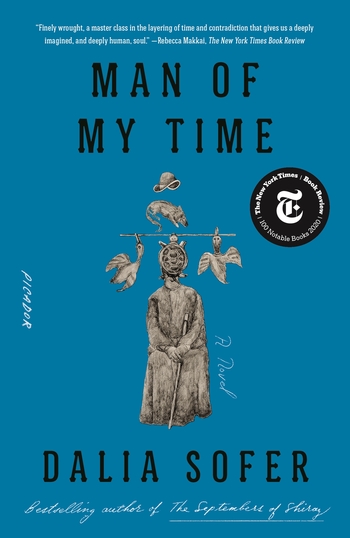 “Finely wrought, a master class in the layering of time and contradiction that gives us a deeply
imagined, and deeply human, soul.” —Rebecca Makkai, The New York Times Book Review
MAN OF
MY TIME
The New York Times | Book Review
T
100 Notable Books 2020
PICADOR
A Novel
DALIA SOFER
Bestselling author of The Septembers of Shiraz